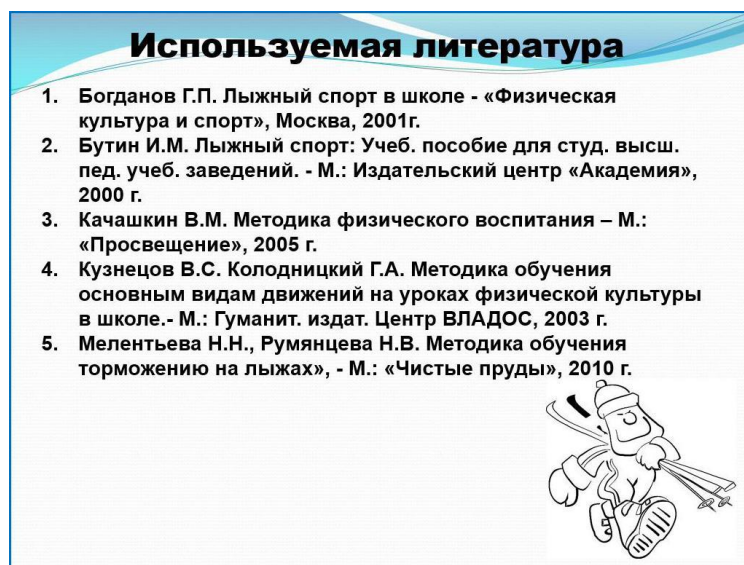 Используемая литература
1. Богданов Г.П. Лыжный спорт в школе - «Физическая
культура и спорт», Москва, 2001г.
2. Бутин И.М. Лыжный спорт: Учеб. пособие для студ. высш.
пед. учеб. заведений. - М.: Издательский центр «Академия»,
2000 г.
3. Качашкин В.М. Методика физического воспитания – М.:
«Просвещение», 2005 г.
4. Кузнецов В.С. Колодницкий Г.А. Методика обучения
основным видам движений на уроках физической культуры
в школе.- М.: Гуманит. издат. Центр ВЛАДОС, 2003 г.
5. Мелентьева Н.Н., Румянцева Н.В. Методика обучения
торможению на лыжах», - М.: «Чистые пруды», 2010 г.